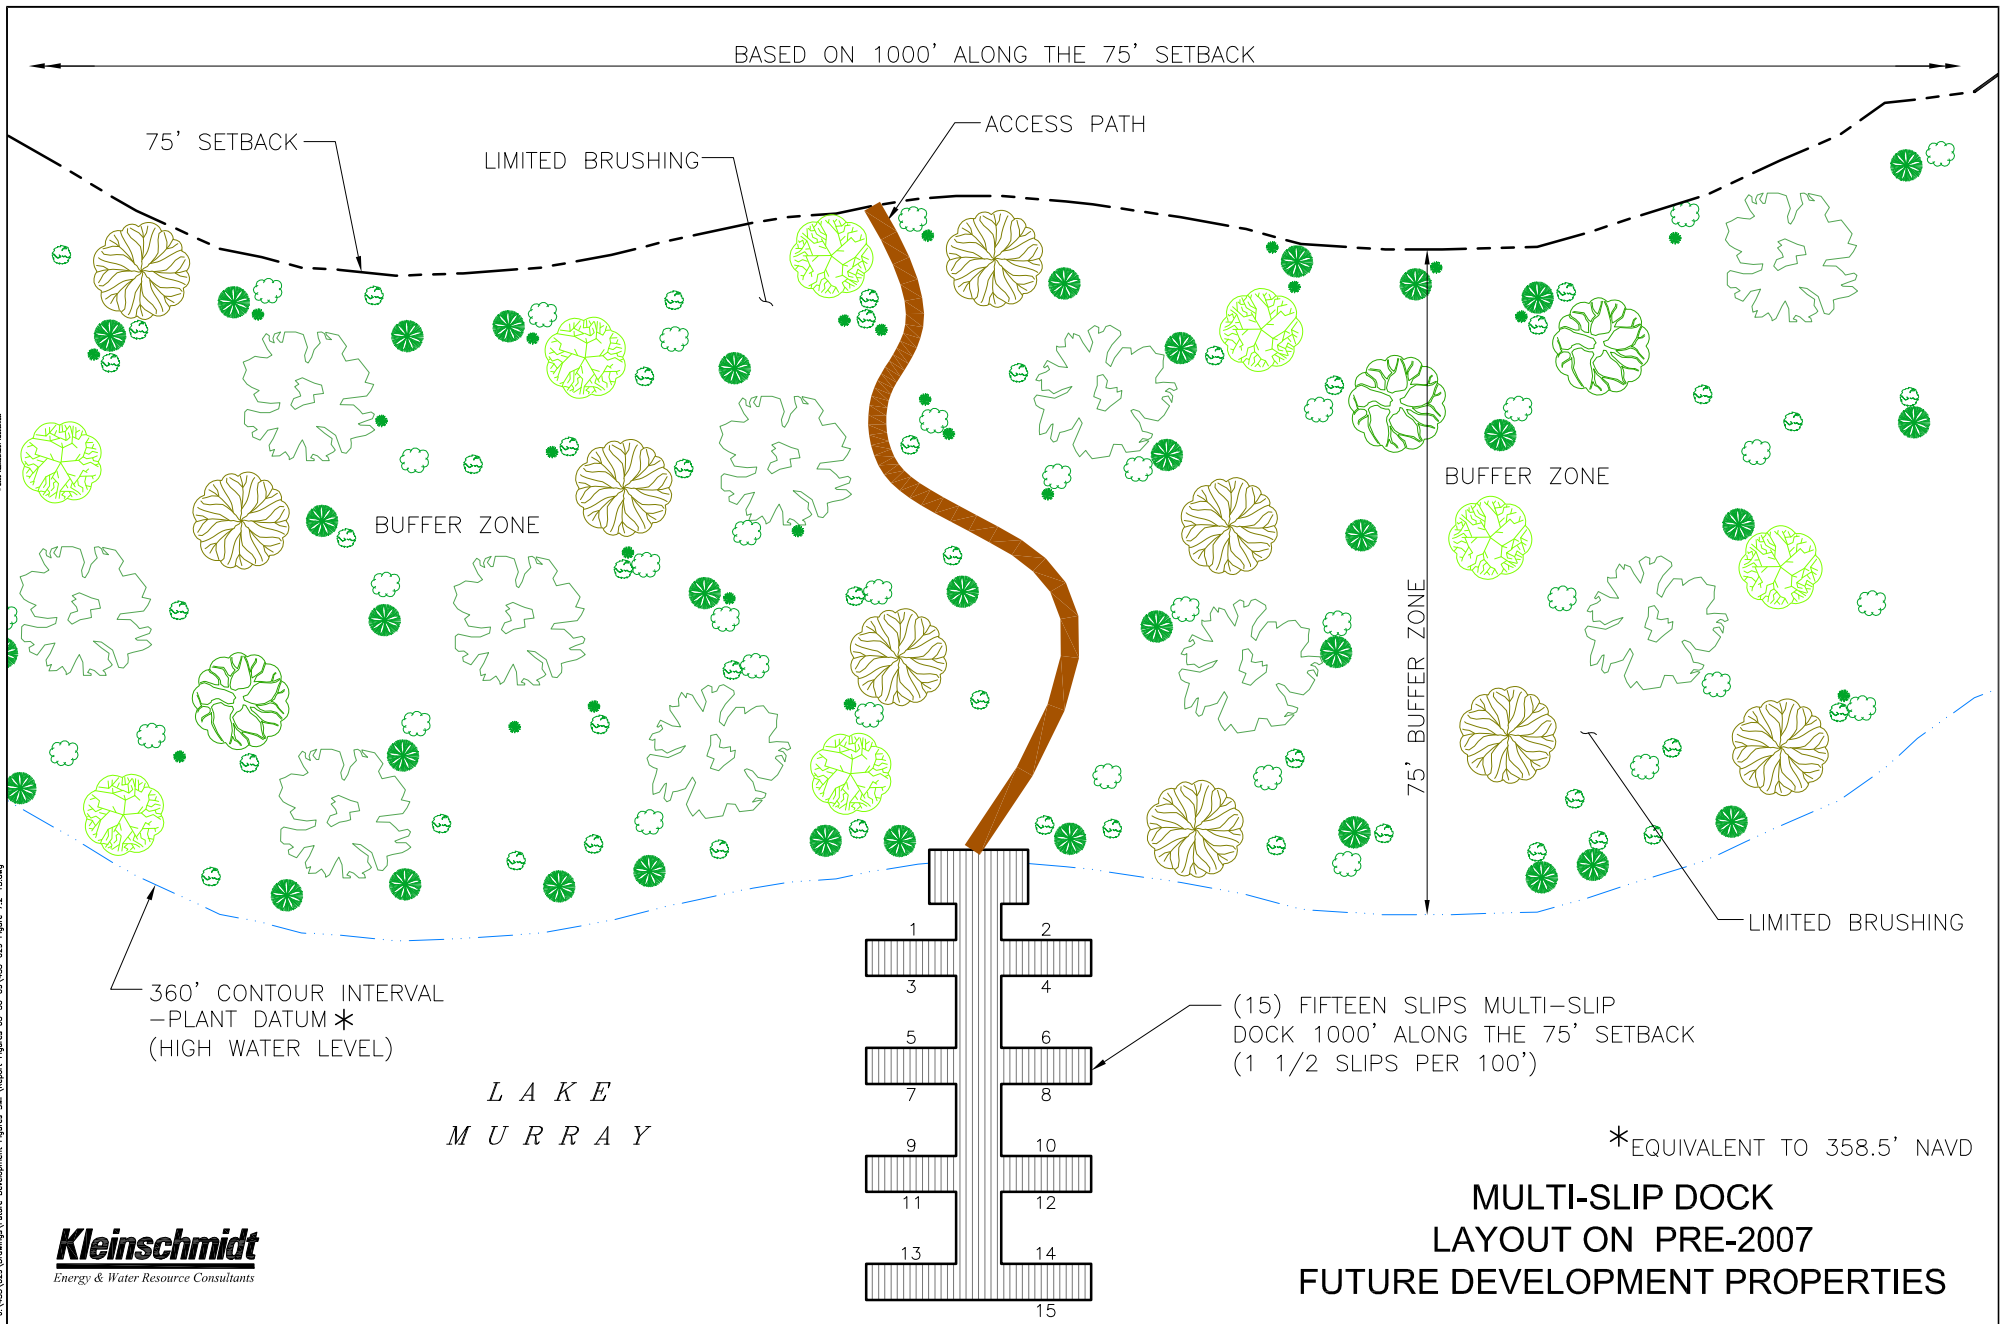 BASED ON 1000' ALONG THE 75' SETBACK
ACCESS PATH
75' SETBACK
LIMITED BRUSHING
BUFFER ZONE
BUFFER ZONE
75' BUFFER ZONE
LIMITED BRUSHING
360' CONTOUR INTERVAL
-PLANT DATUM *
(HIGH WATER LEVEL)
1 2
3 4
5 6
7 8
9 10
11 12
13 14
15
(15) FIFTEEN SLIPS MULTI-SLIP
DOCK 1000' ALONG THE 75' SETBACK
(1 1/2 SLIPS PER 100')
LAKE
MURRAY
*EQUIVALENT TO 358.5' NAVD
MULTI-SLIP DOCK
LAYOUT ON PRE-2007
FUTURE DEVELOPMENT PROPERTIES
Kleinschmidt
Energy & Water Resource Consultants